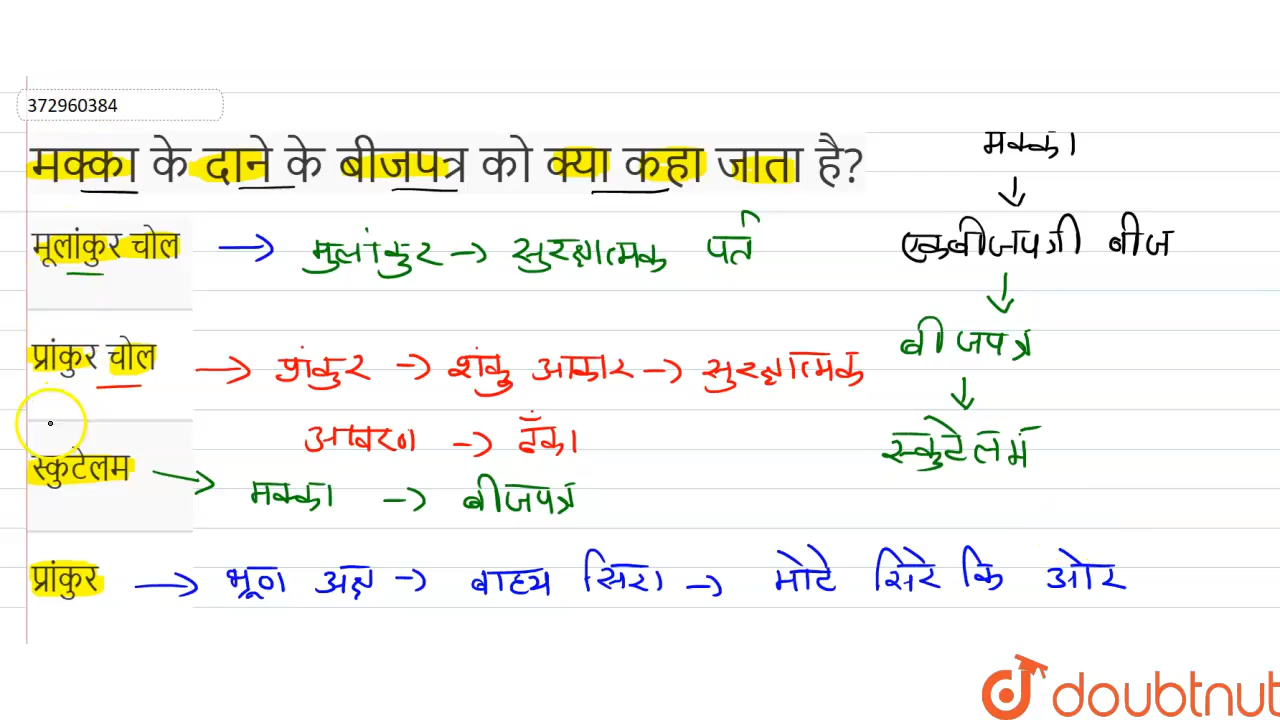 372960384
मक्का के दाने के बीजपत्र को क्या कहा जाता है?
मक्का
मूलांकुर चोल → मुलांकुर → सुरक्षात्मक पर्त
एकबीजपत्री बीज
बीजपत्र
प्रांकुर चोल → प्रांकुर → शंकु आकार → सुरक्षात्मक
आवरण → ढँका
स्कुटेलम
स्कुटेलम → मक्का → बीजपत्र
प्रांकुर → भ्रूण अक्ष → बाह्य सिरा → मोटे सिरे कि ओर
doubtnut